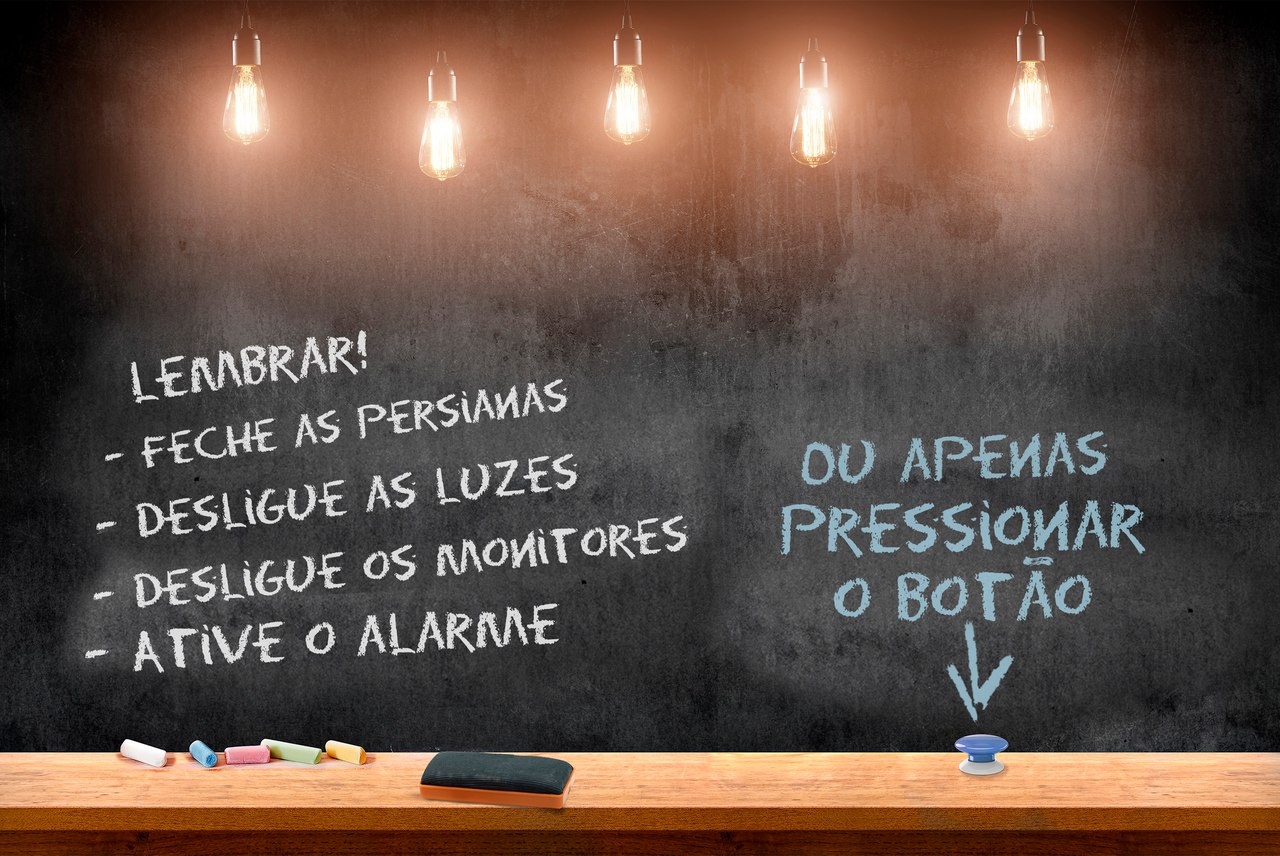 LEMBRAR!
- FECHE AS PERSIANAS
- DESLIGUE AS LUZES
- DESLIGUE OS MONITORES
- ATIVE O ALARME
OU APENAS
PRESSIONAR
O BOTÃO